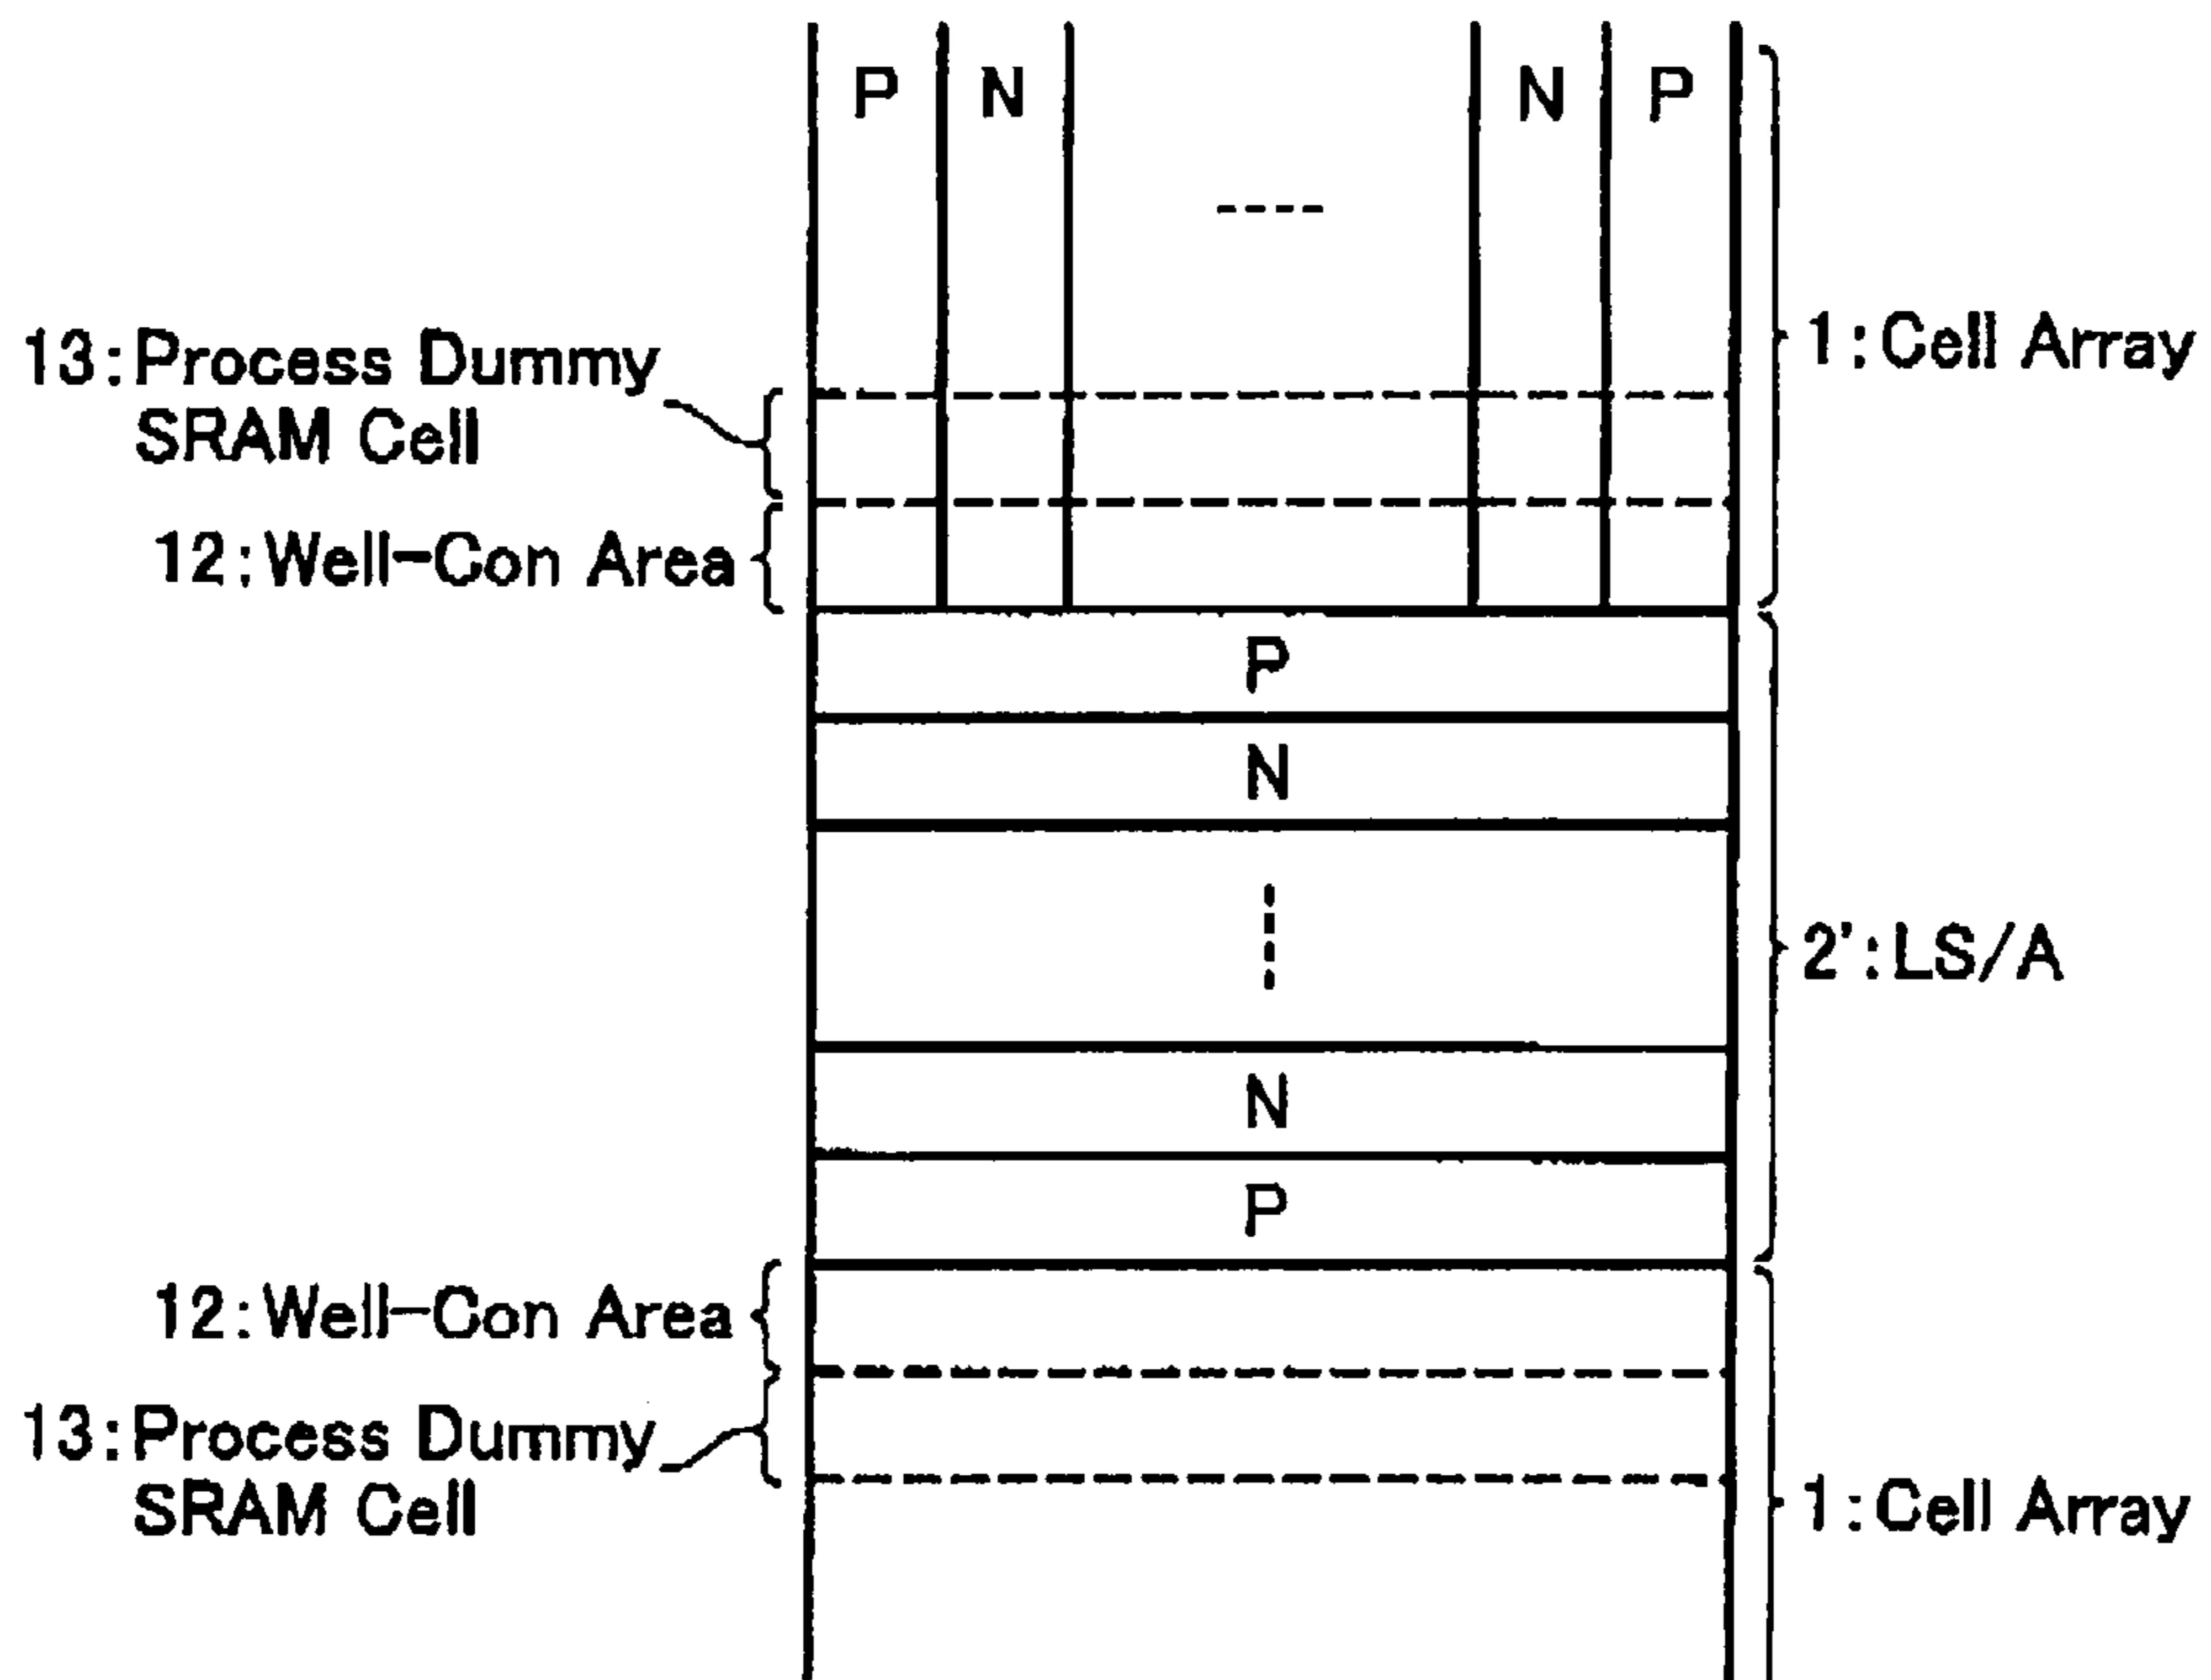 P N N P
13:Process Dummy
SRAM Cell
1:Cell Array
12:Well-Con Area
P
N
2':LS/A
N
P
12:Well-Con Area
13:Process Dummy
SRAM Cell
1:Cell Array